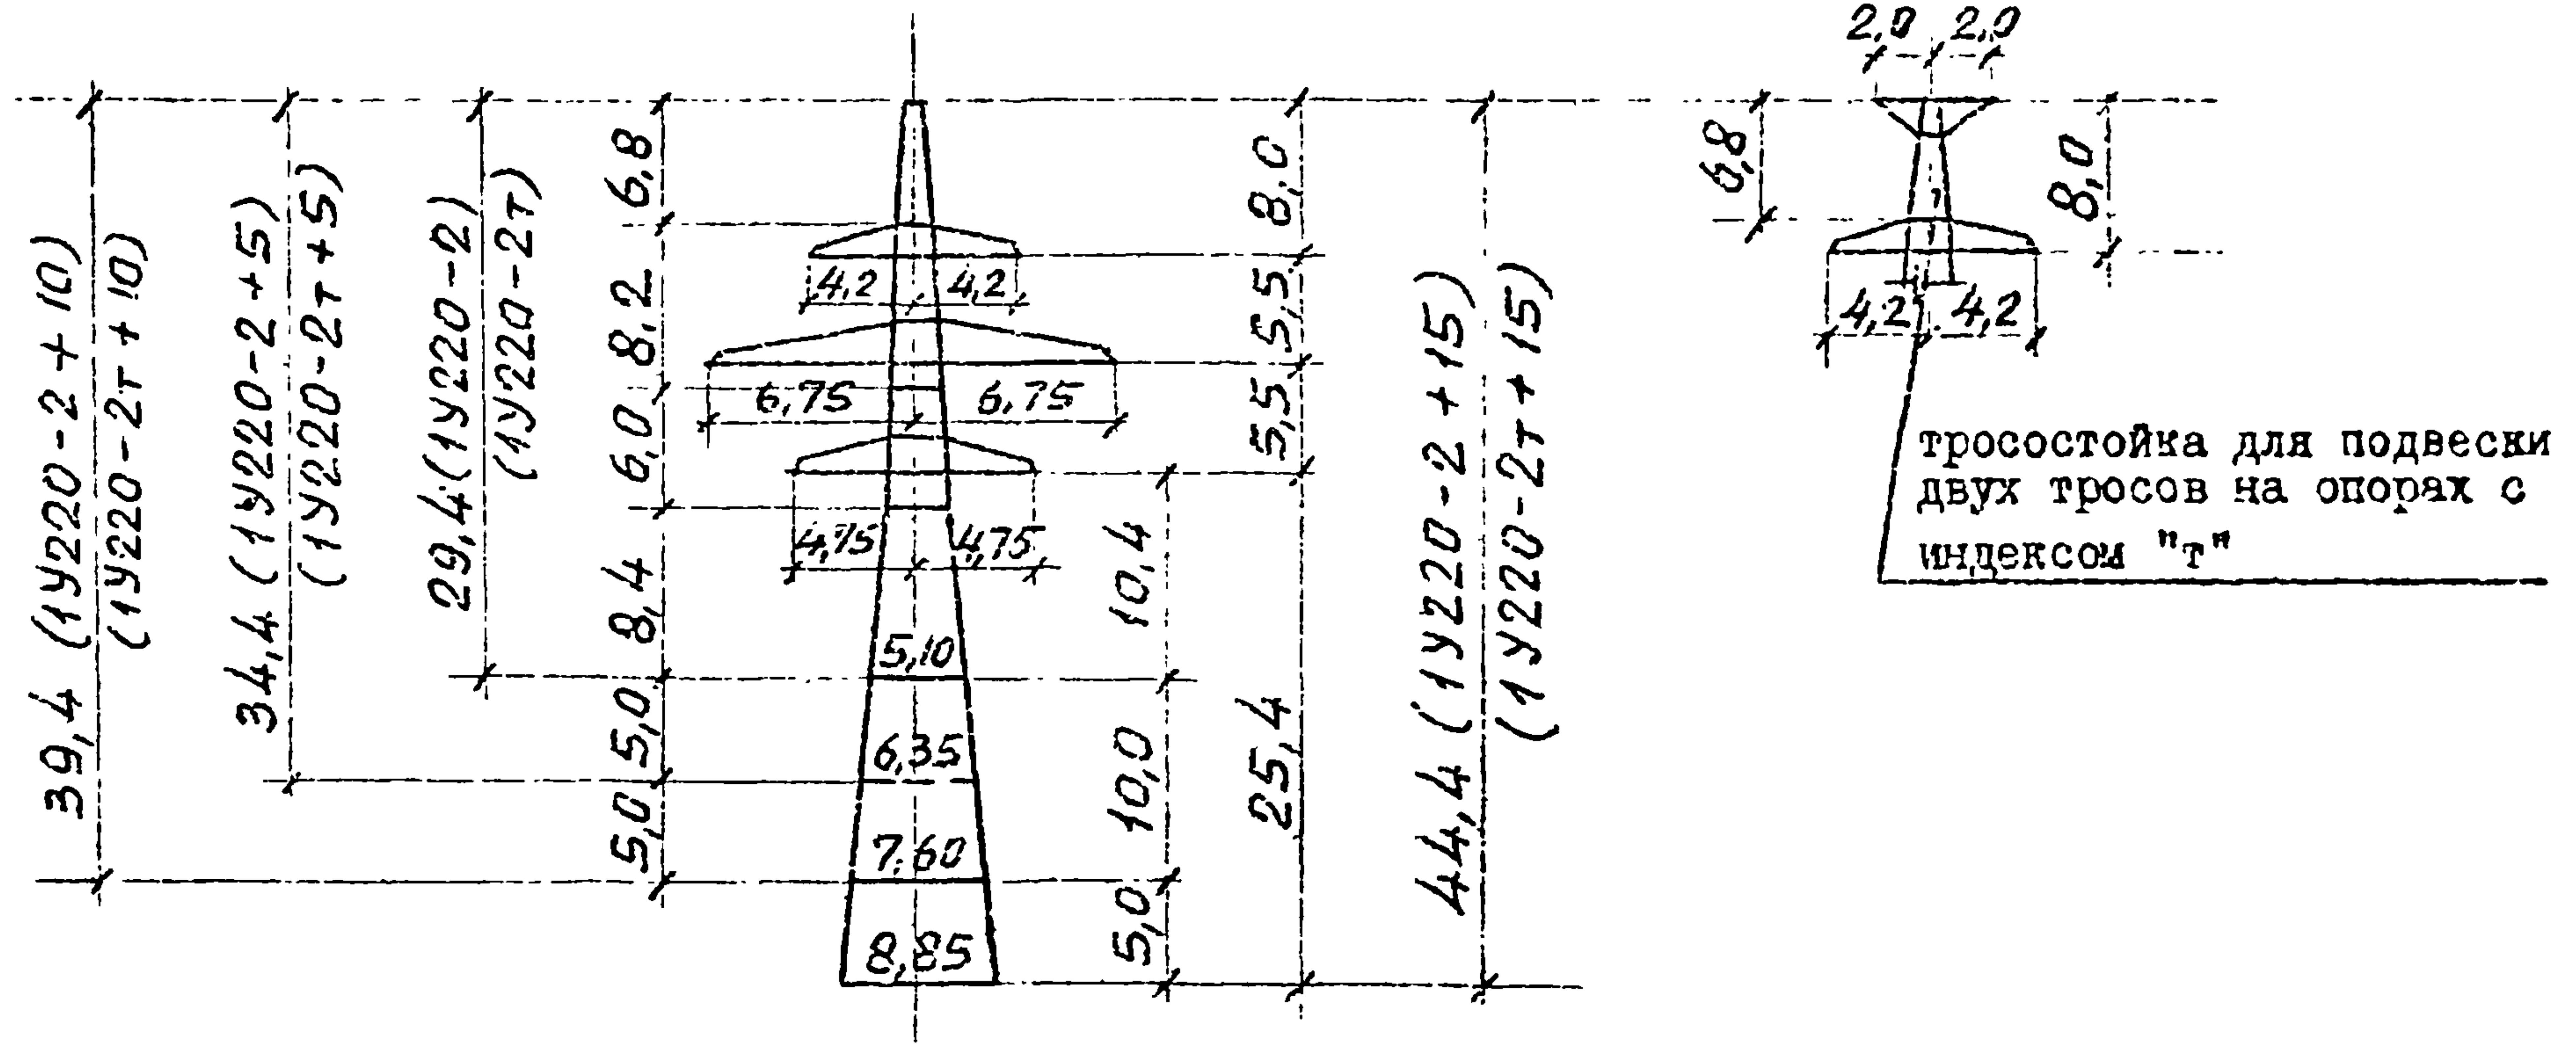 39,4 (1У220-2+10)
(1У220-2т+10)
34,4 (1У220-2+5)
(1У220-2т+5)
29,4 (1У220-2)
(1У220-2т)
6,8
8,2
6,0
8,4
5,0
5,0
4,2 4,2
6,75 6,75
4,75 4,75
5,10
6,35
7,60
8,85
10,4
10,0
5,0
8,0
5,5
5,5
25,4
44,4 (1У220-2+15)
(1У220-2т+15)
2,0 2,0
6,8
8,0
4,2 4,2
тросостойка для подвески
двух тросов на опорах с
индексом "т"